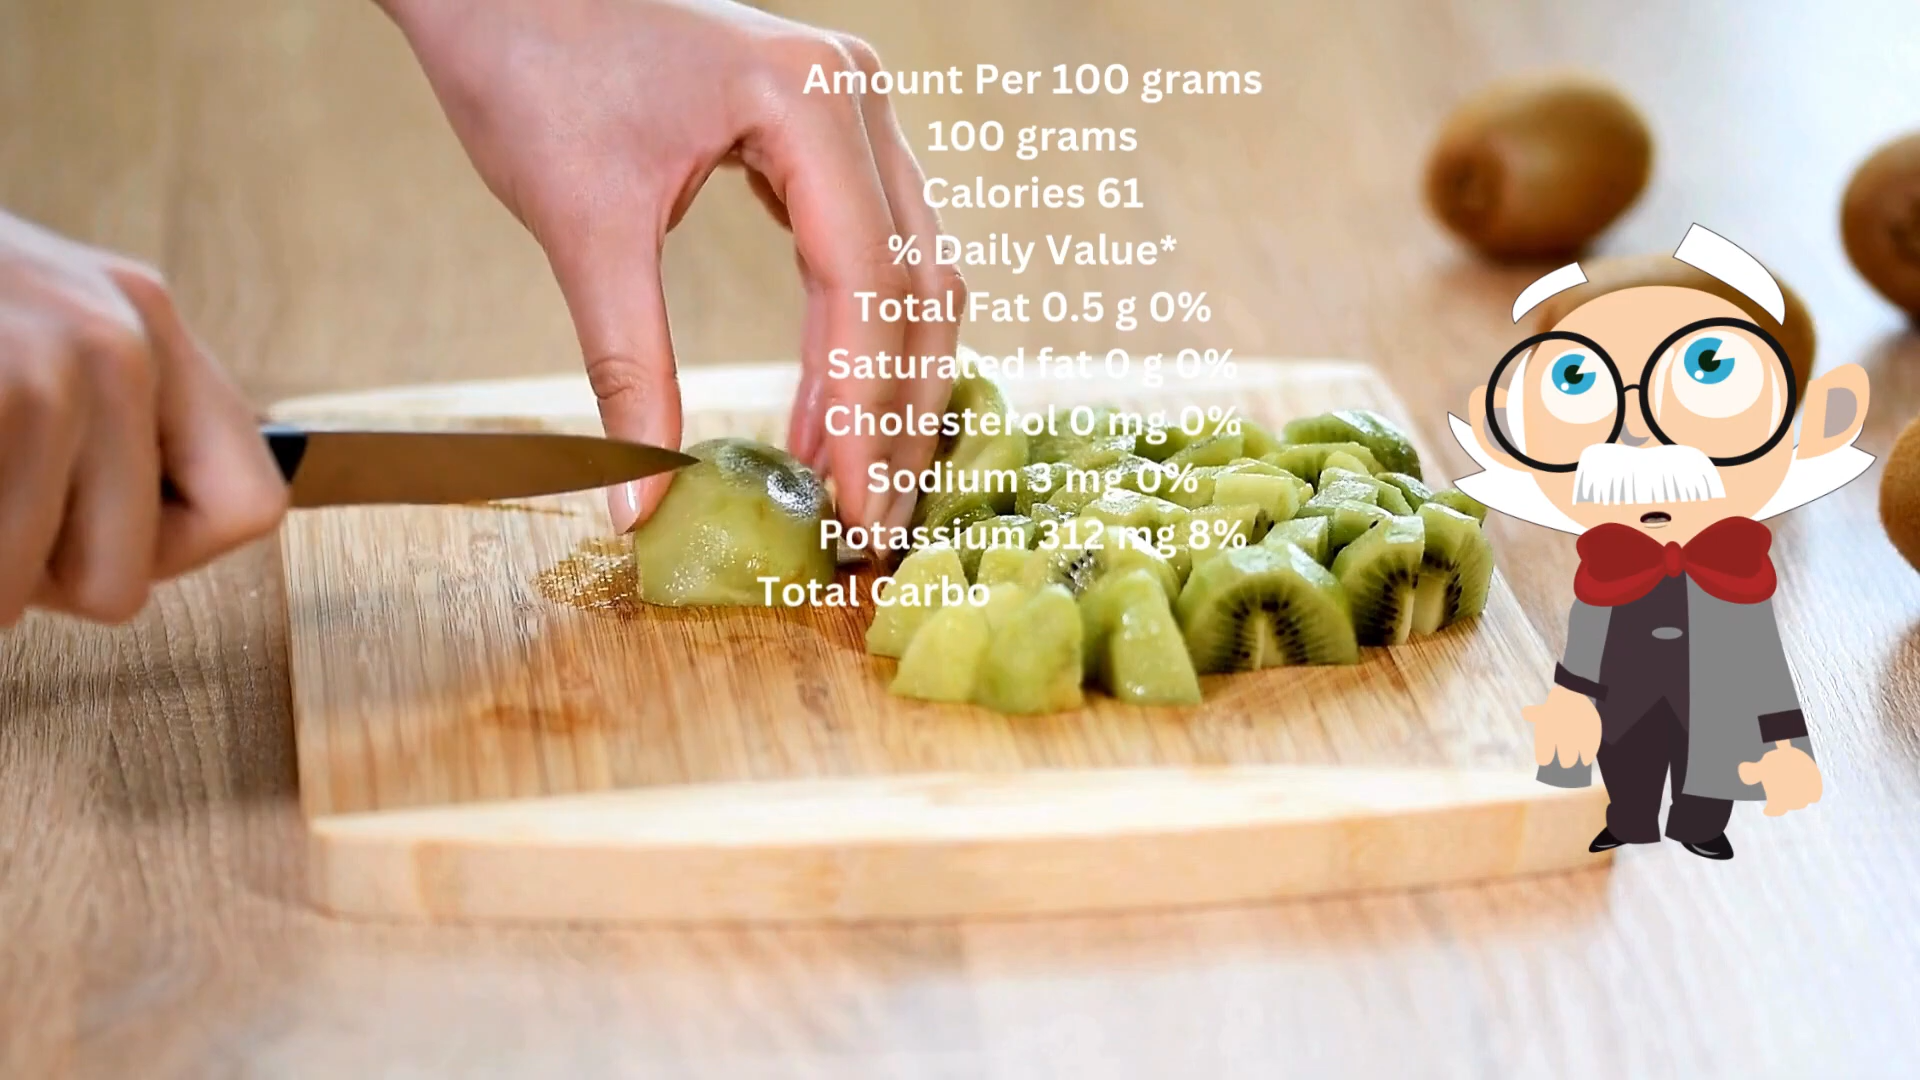 Amount Per 100 grams
100 grams
Calories 61
% Daily Value*
Total Fat 0.5 g 0%
Saturated fat 0 g 0%
Cholesterol 0 mg 0%
Sodium 3 mg 0%
Potassium 312 mg 8%
Total Carbo